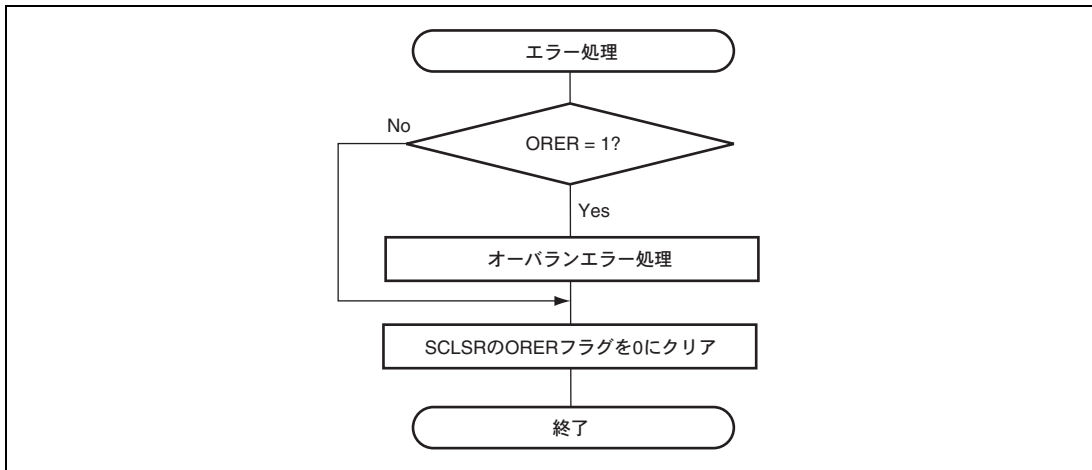 エラー処理
No
ORER = 1?
Yes
オーバランエラー処理
SCLSRのORERフラグを0にクリア
終了